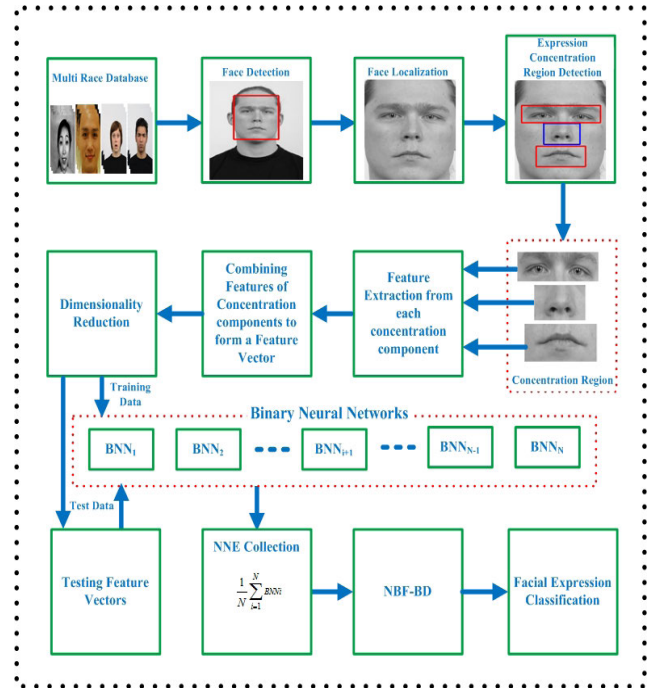 Multi Race Database
Face Detection
Face Localization
Expression
Concentration
Region Detection
Dimensionality
Reduction
Combining
Features of
Concentration
components to
form a Feature
Vector
Feature
Extraction from
each
concentration
component
Concentration Region
Training
Data
Binary Neural Networks
BNN1
BNN2
BNNi+1
BNNN-1
BNNN
Test Data
Testing Feature
Vectors
NNE Collection
1/N ∑ i=1 N BNNi
NBF-BD
Facial Expression
Classification